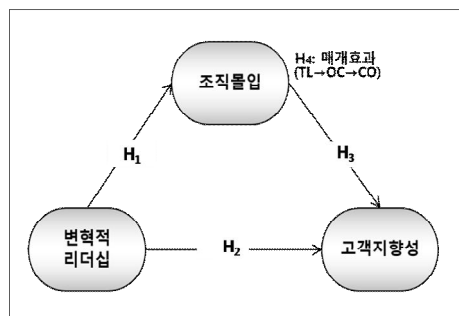 H₄: 매개효과
(TL→OC→CO)
조직몰입
H₁
H₃
변혁적
리더십
H₂
고객지향성